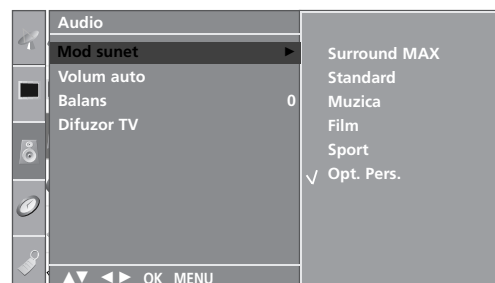 Audio
Mod sunet ►
Volum auto
Balans 0
Difuzor TV
Surround MAX
Standard
Muzica
Film
Sport
√ Opt. Pers.
▲▼ ◄► OK MENU